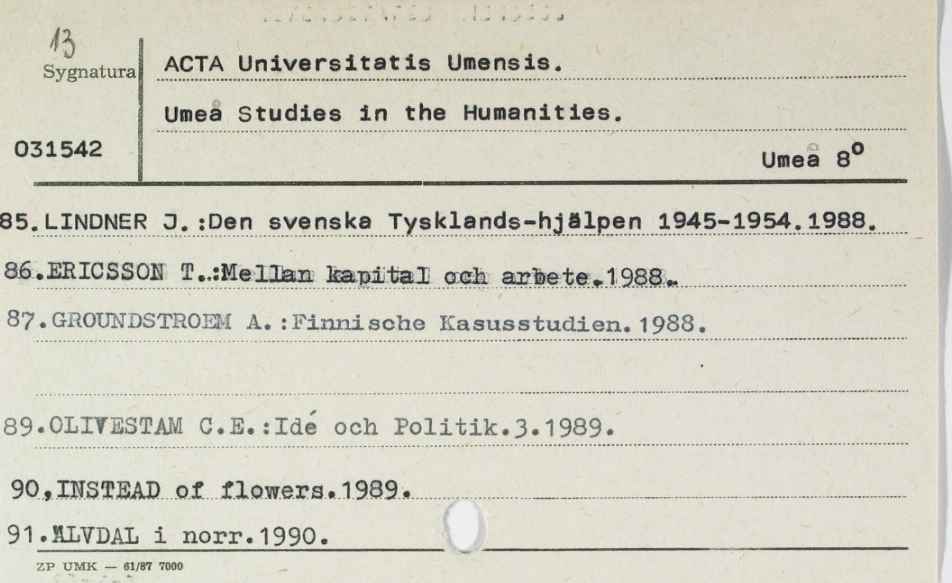 13
Sygnatura
ACTA Universitatis Umensis.
Umeå Studies in the Humanities.
031542
Umeå 8º
85.LINDNER J.:Den svenska Tysklands-hjälpen 1945-1954.1988.
86.ERICSSON T.:Mellan kapital och arbete.1988.
87.GROUNDSTROEM A.:Finnische Kasusstudien.1988.
89.OLIVESTAM C.E.:Idé och Politik.3.1989.
90,INSTEAD of flowers.1989.
91.ÄLVDAL i norr.1990.
ZP UMK — 61/87 7000